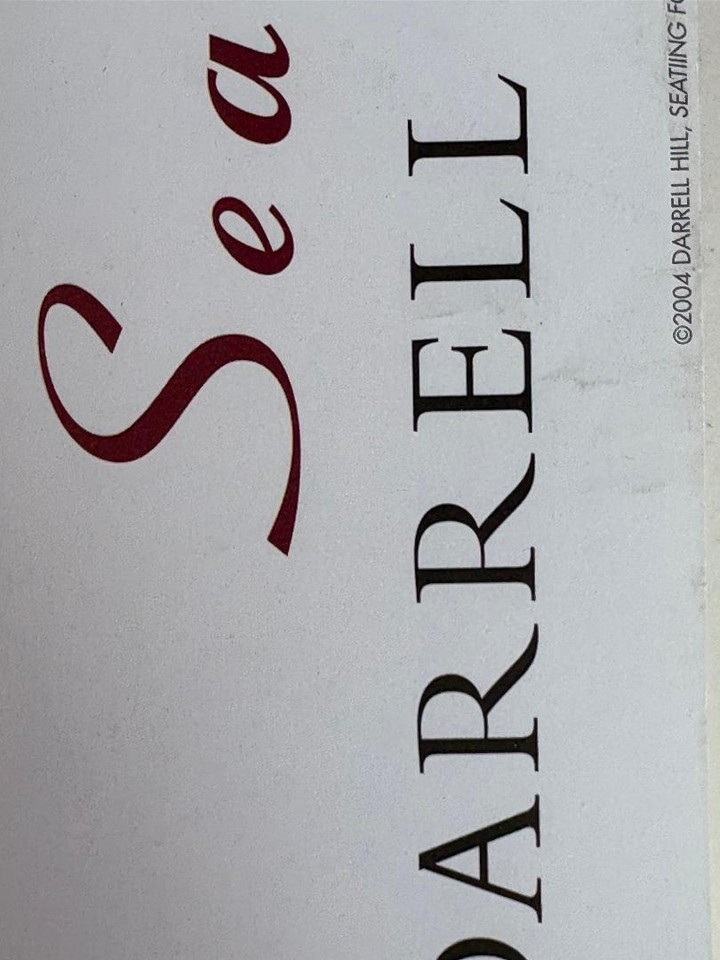 Sea
DARRELL
©2004 DARRELL HILL, SEATIING FO